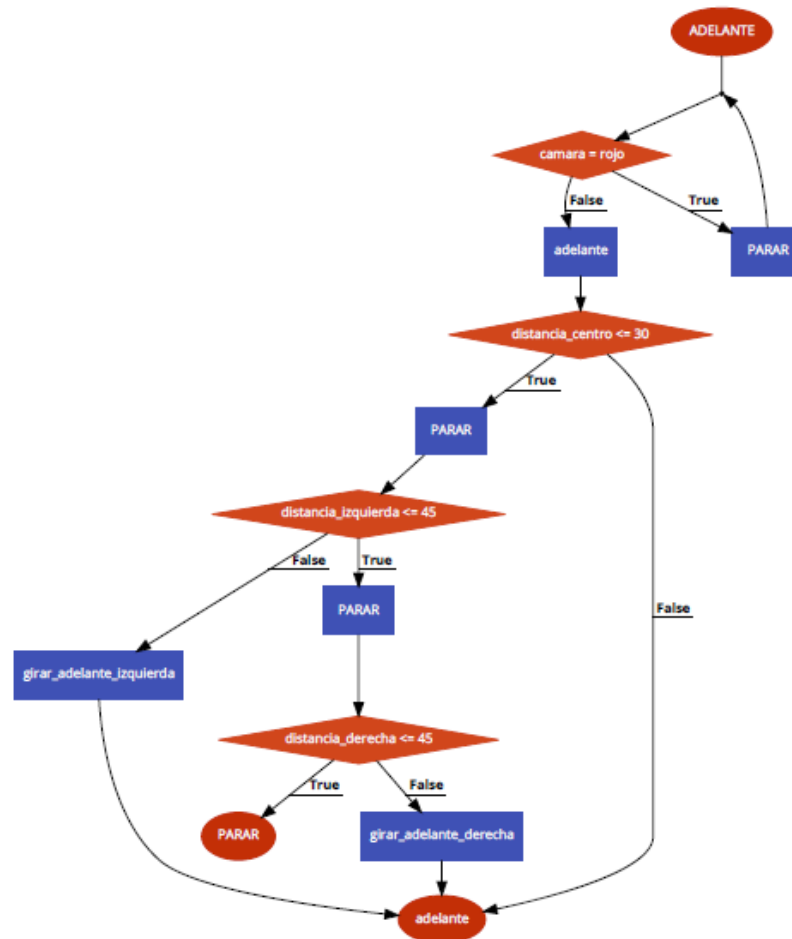 ADELANTE
camara = rojo
False
True
adelante
PARAR
distancia_centro <= 30
True
PARAR
distancia_izquierda <= 45
False
True
PARAR
False
girar_adelante_izquierda
distancia_derecha <= 45
True
False
PARAR
girar_adelante_derecha
adelante